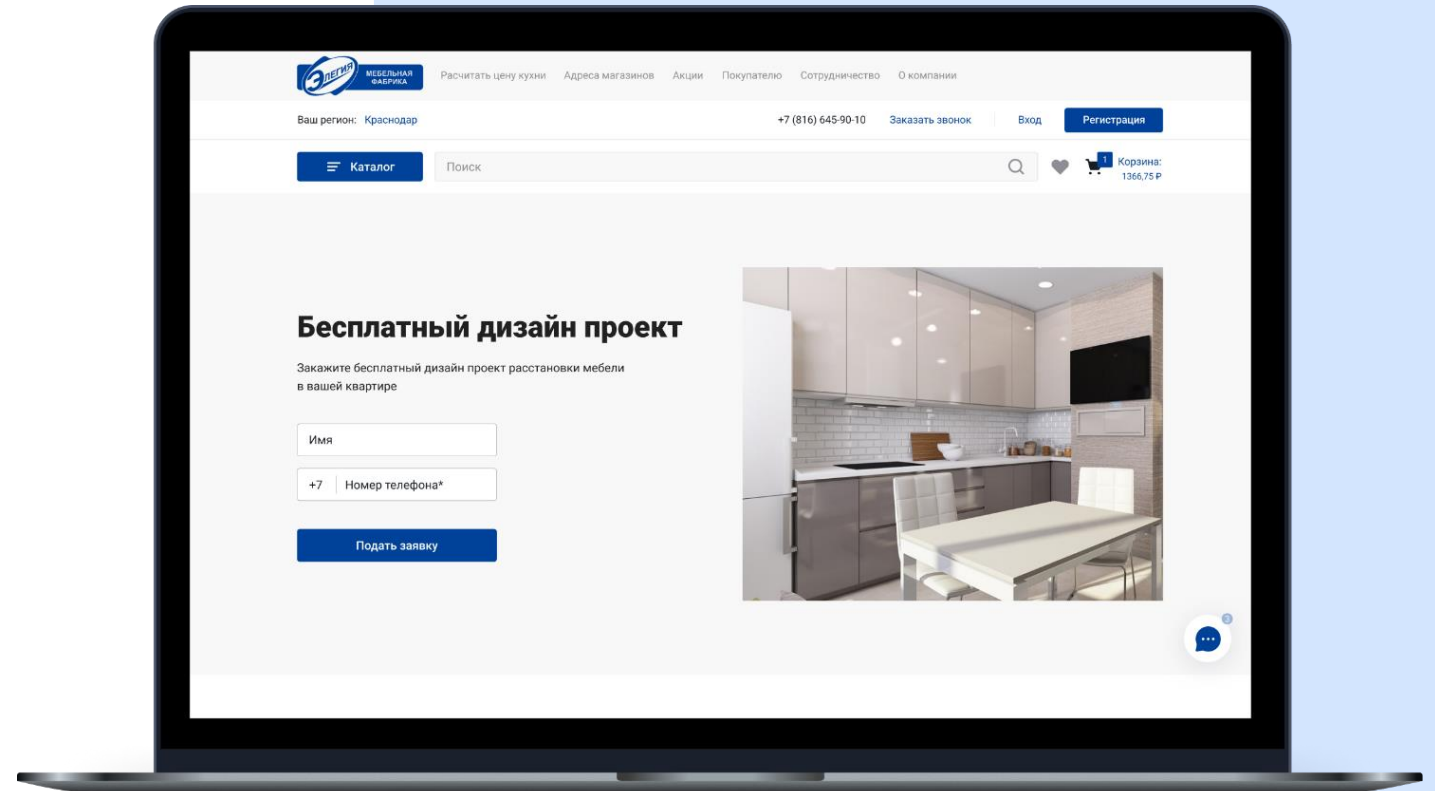 Элегия
МЕБЕЛЬНАЯ
ФАБРИКА
Расчитать цену кухни Адреса магазинов Акции Покупателю Сотрудничество О компании
Ваш регион: Краснодар +7 (816) 645-90-10 Заказать звонок Вход Регистрация
Каталог Поиск 1 Корзина:
1366,75 ₽
Бесплатный дизайн проект
Закажите бесплатный дизайн проект расстановки мебели
в вашей квартире
Имя
+7 Номер телефона*
Подать заявку
2